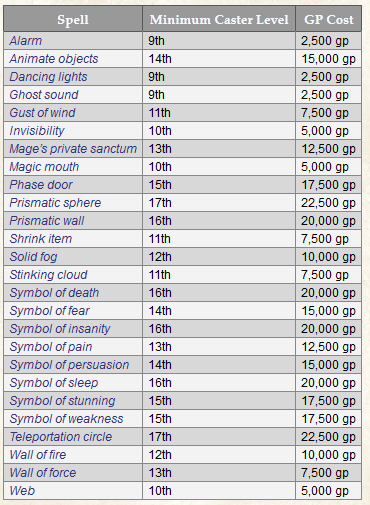 Spell Minimum Caster Level GP Cost
Alarm 9th 2,500 gp
Animate objects 14th 15,000 gp
Dancing lights 9th 2,500 gp
Ghost sound 9th 2,500 gp
Gust of wind 11th 7,500 gp
Invisibility 10th 5,000 gp
Mage's private sanctum 13th 12,500 gp
Magic mouth 10th 5,000 gp
Phase door 15th 17,500 gp
Prismatic sphere 17th 22,500 gp
Prismatic wall 16th 20,000 gp
Shrink item 11th 7,500 gp
Solid fog 12th 10,000 gp
Stinking cloud 11th 7,500 gp
Symbol of death 16th 20,000 gp
Symbol of fear 14th 15,000 gp
Symbol of insanity 16th 20,000 gp
Symbol of pain 13th 12,500 gp
Symbol of persuasion 14th 15,000 gp
Symbol of sleep 16th 20,000 gp
Symbol of stunning 15th 17,500 gp
Symbol of weakness 15th 17,500 gp
Teleportation circle 17th 22,500 gp
Wall of fire 12th 10,000 gp
Wall of force 13th 7,500 gp
Web 10th 5,000 gp